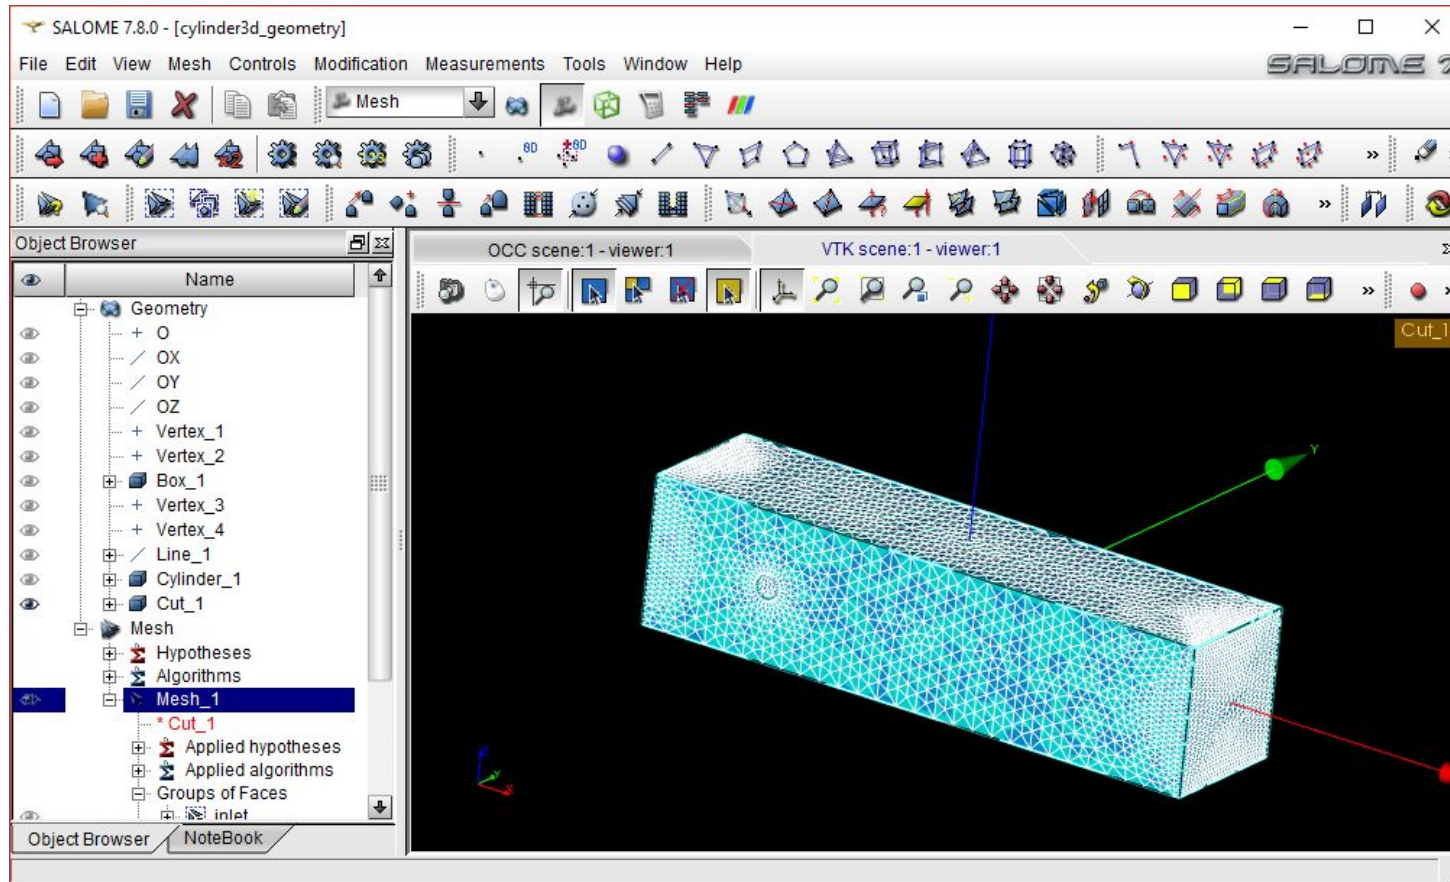 SALOME 7.8.0 - [cylinder3d_geometry]
File Edit View Mesh Controls Modification Measurements Tools Window Help
SALOME
Mesh
0D
0D
Object Browser
OCC scene:1 - viewer:1
VTK scene:1 - viewer:1
Name
Geometry
O
OX
OY
OZ
Vertex_1
Vertex_2
Box_1
Vertex_3
Vertex_4
Line_1
Cylinder_1
Cut_1
Mesh
Hypotheses
Algorithms
Mesh_1
* Cut_1
Applied hypotheses
Applied algorithms
Groups of Faces
inlet
Object Browser
NoteBook
Cut_1
Y
Z
Y
X